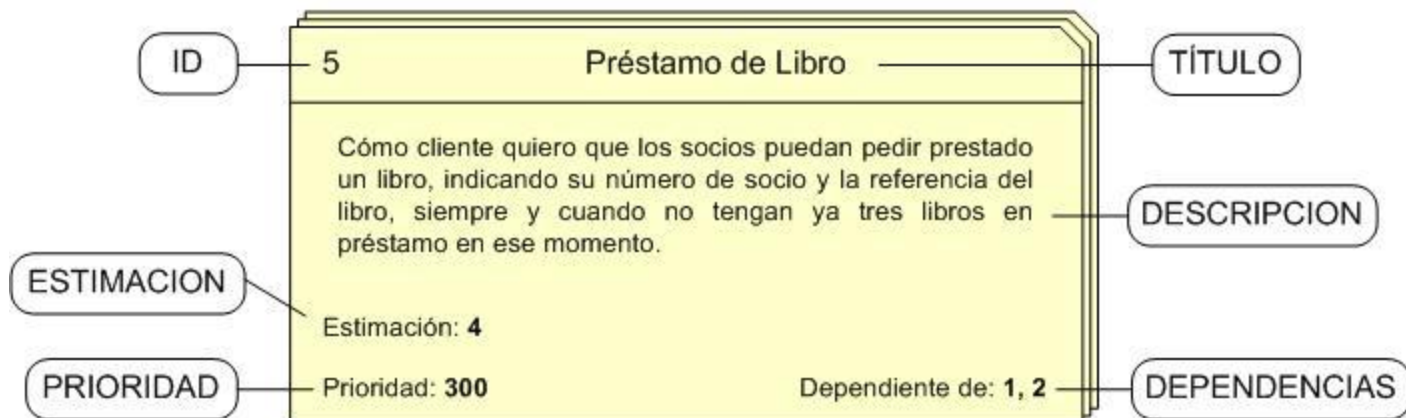 ID
5
Préstamo de Libro
TÍTULO
Cómo cliente quiero que los socios puedan pedir prestado
un libro, indicando su número de socio y la referencia del
libro, siempre y cuando no tengan ya tres libros en
préstamo en ese momento.
DESCRIPCION
ESTIMACION
Estimación: 4
PRIORIDAD
Prioridad: 300
Dependiente de: 1, 2
DEPENDENCIAS